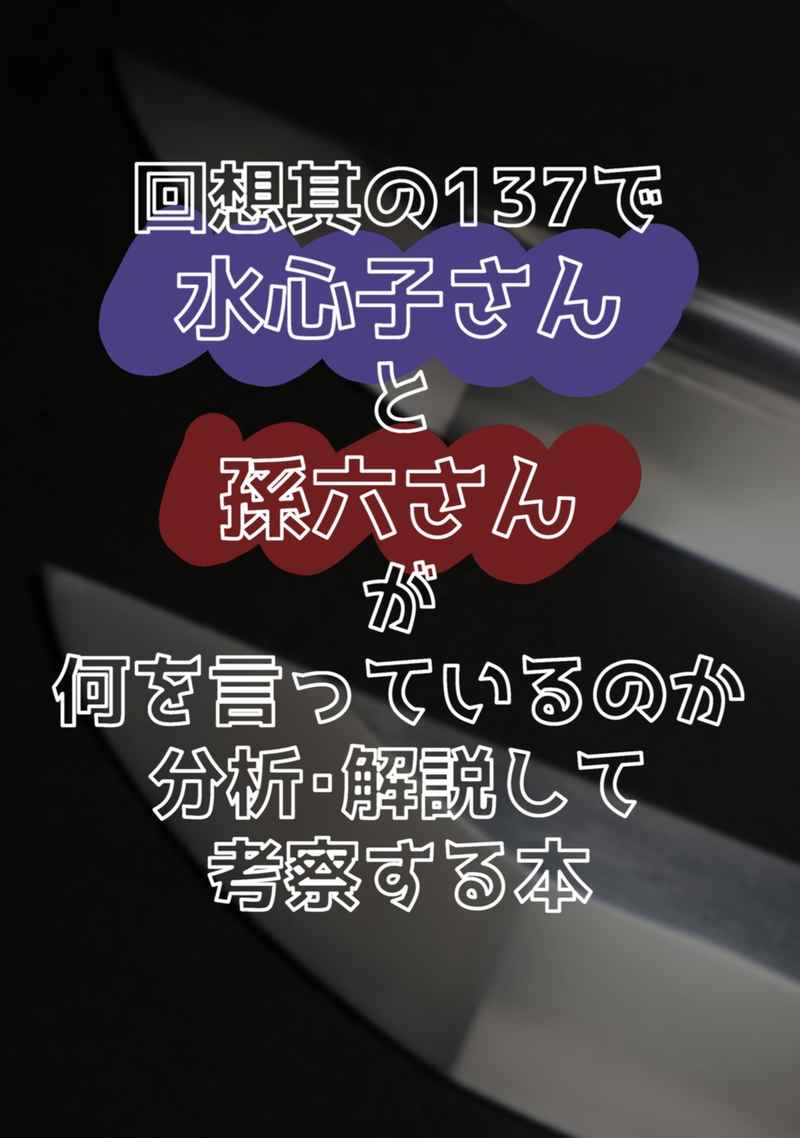 回想其の137で
水心子さん
と
孫六さん
が
何を言っているのか
分析・解説して
考察する本